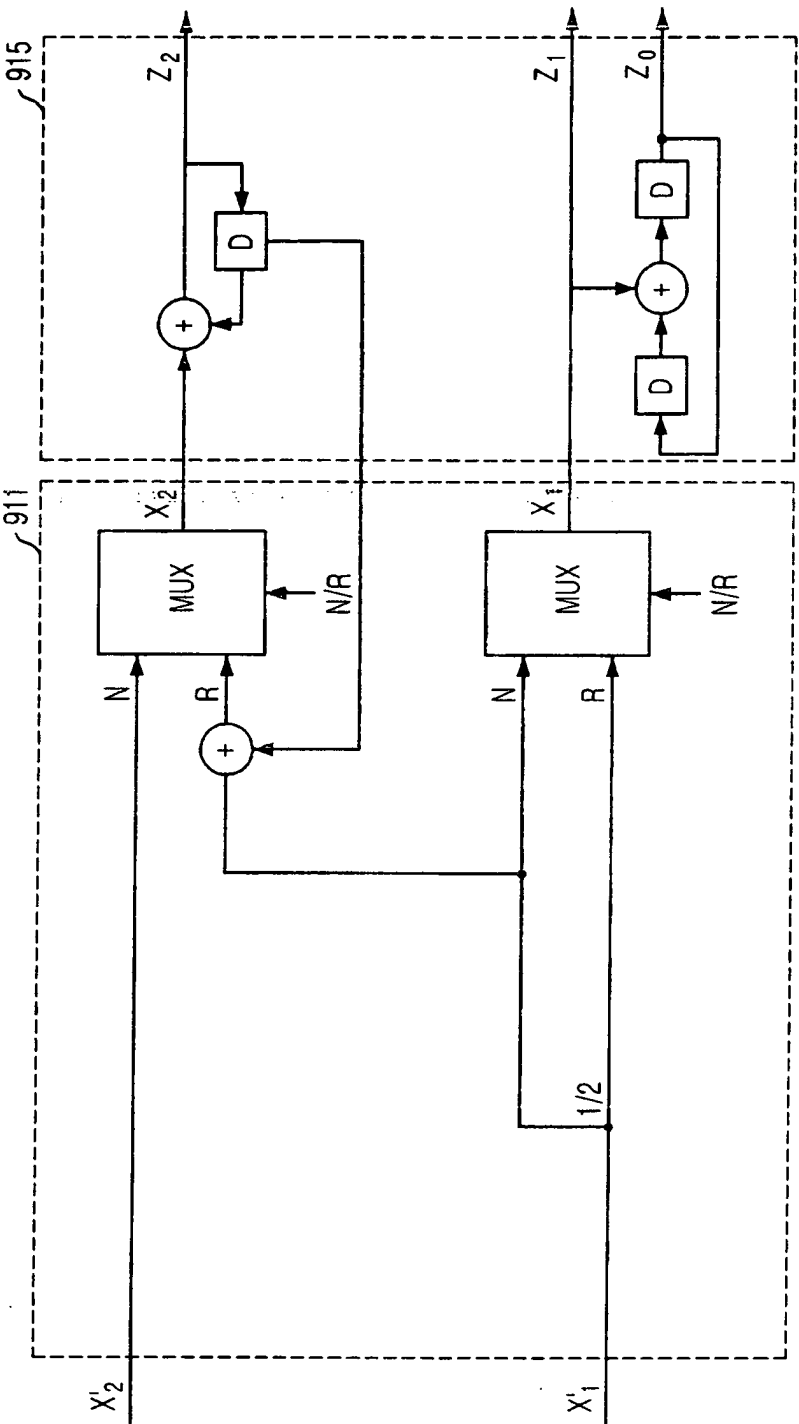 X'2
X'1
911
N
R
+
MUX
N/R
X2
1/2
N
R
MUX
N/R
X1
915
+
D
Z2
D
+
D
Z1
Z0